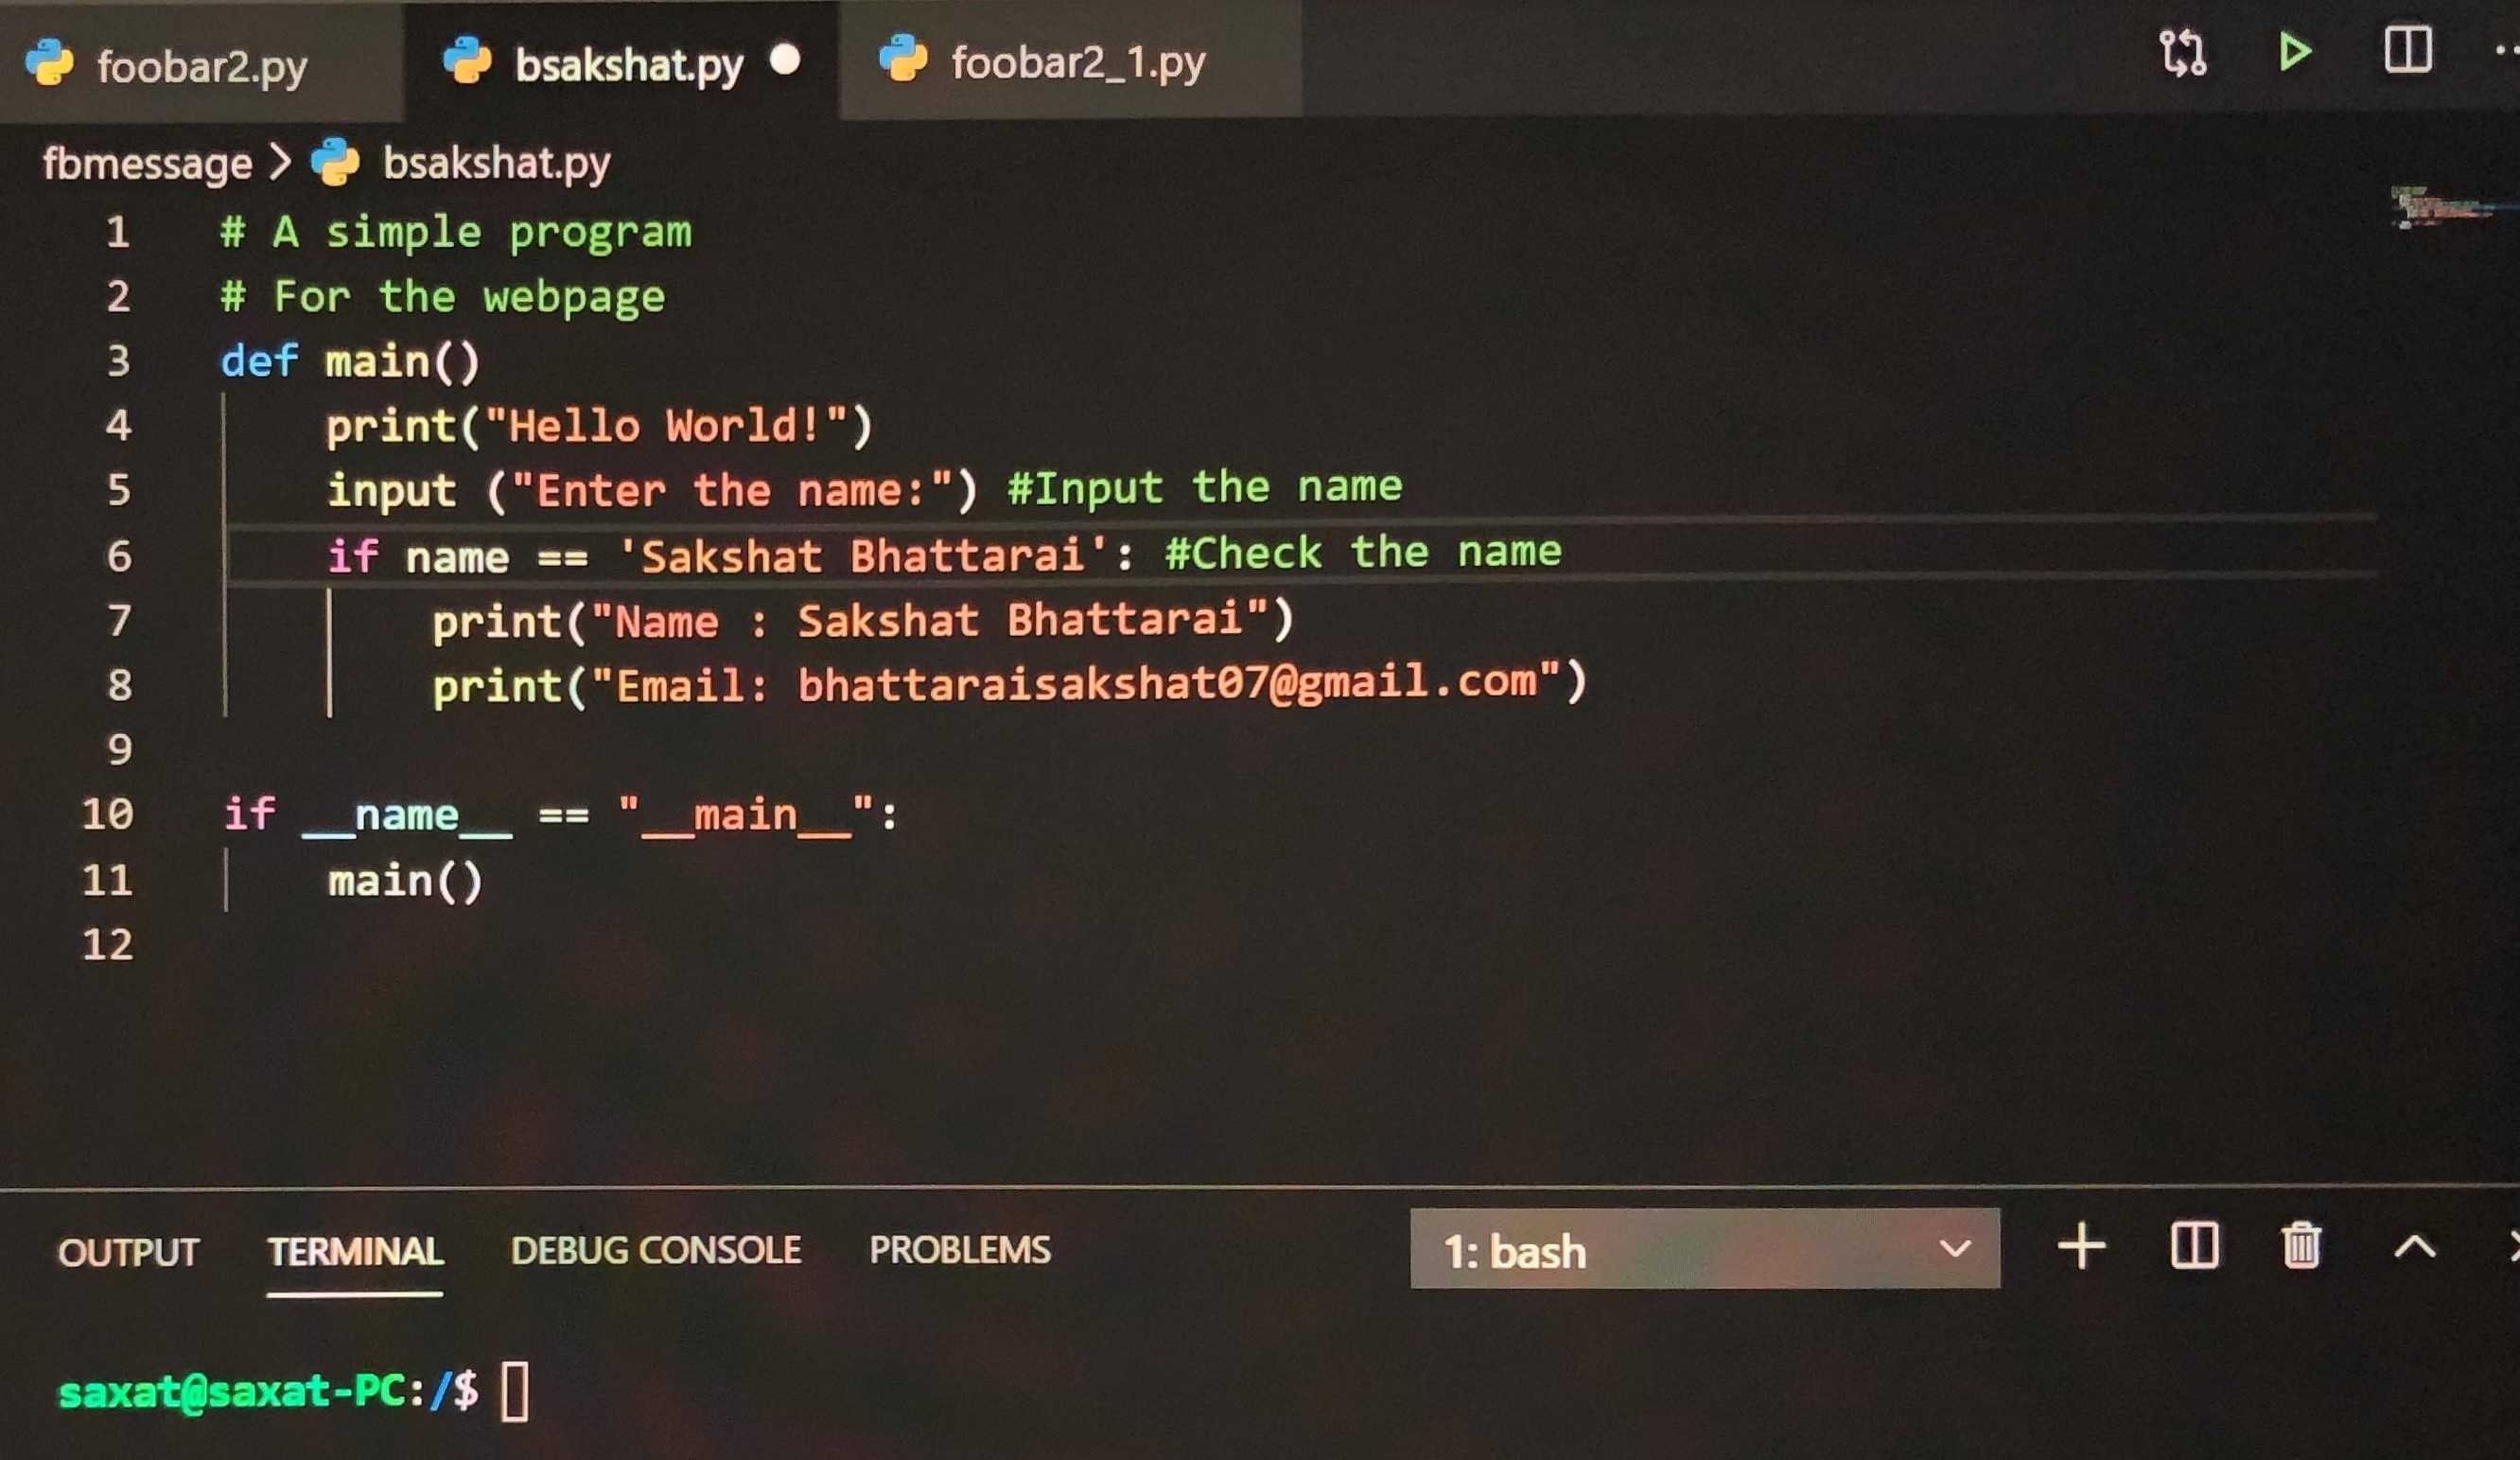 foobar2.py bsakshat.py foobar2_1.py
fbmessage > bsakshat.py
1 # A simple program
2 # For the webpage
3 def main()
4 print("Hello World!")
5 input ("Enter the name:") #Input the name
6 if name == 'Sakshat Bhattarai': #Check the name
7 print("Name : Sakshat Bhattarai")
8 print("Email: bhattaraisakshat07@gmail.com")
9
10 if __name__ == "__main__":
11 main()
12
OUTPUT TERMINAL DEBUG CONSOLE PROBLEMS 1: bash
saxat@saxat-PC:/$